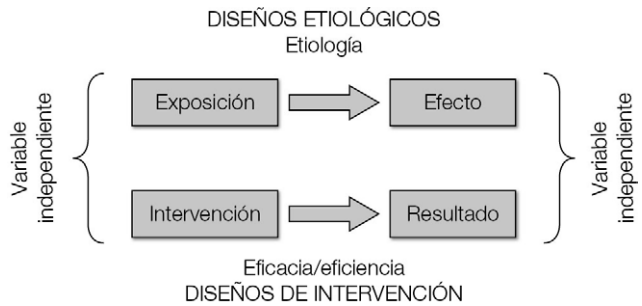 DISEÑOS ETIOLÓGICOS
Etiología
Variable
independiente
Exposición
Efecto
Intervención
Resultado
Variable
independiente
Eficacia/eficiencia
DISEÑOS DE INTERVENCIÓN